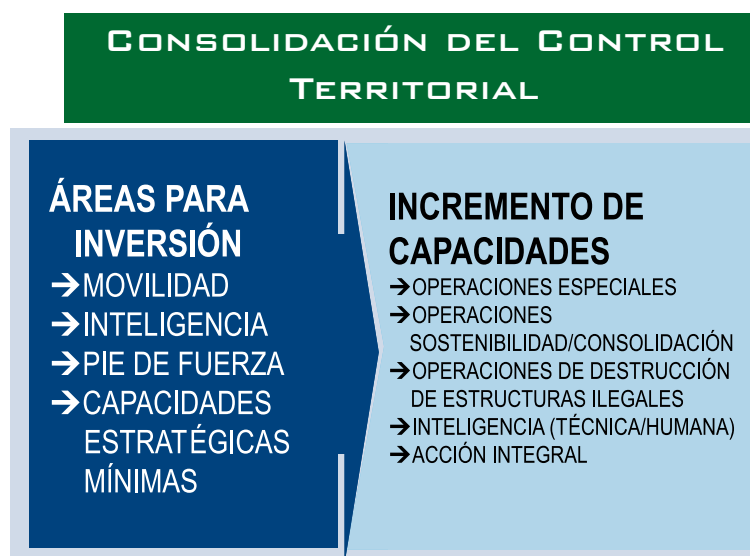 CONSOLIDACIÓN DEL CONTROL
TERRITORIAL
ÁREAS PARA
INVERSIÓN
➔MOVILIDAD
➔INTELIGENCIA
➔PIE DE FUERZA
➔CAPACIDADES
ESTRATÉGICAS
MÍNIMAS
INCREMENTO DE
CAPACIDADES
➔OPERACIONES ESPECIALES
➔OPERACIONES
SOSTENIBILIDAD/CONSOLIDACIÓN
➔OPERACIONES DE DESTRUCCIÓN
DE ESTRUCTURAS ILEGALES
➔INTELIGENCIA (TÉCNICA/HUMANA)
➔ACCIÓN INTEGRAL